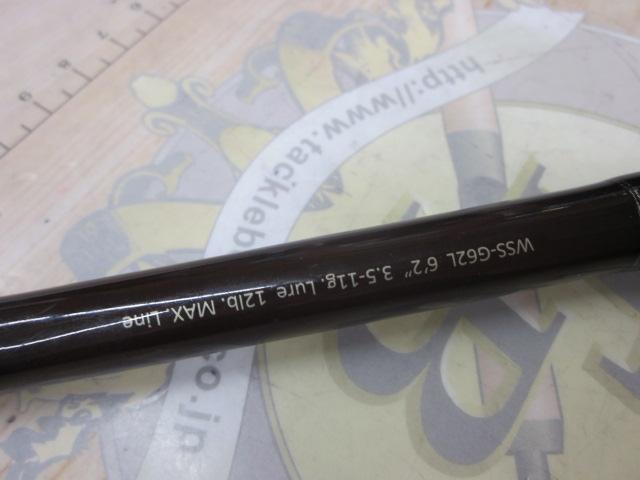 WSS-G62L 6'2" 3.5-11g. Lure 12lb. MAX. Line
http://www.tackleb
co.jp